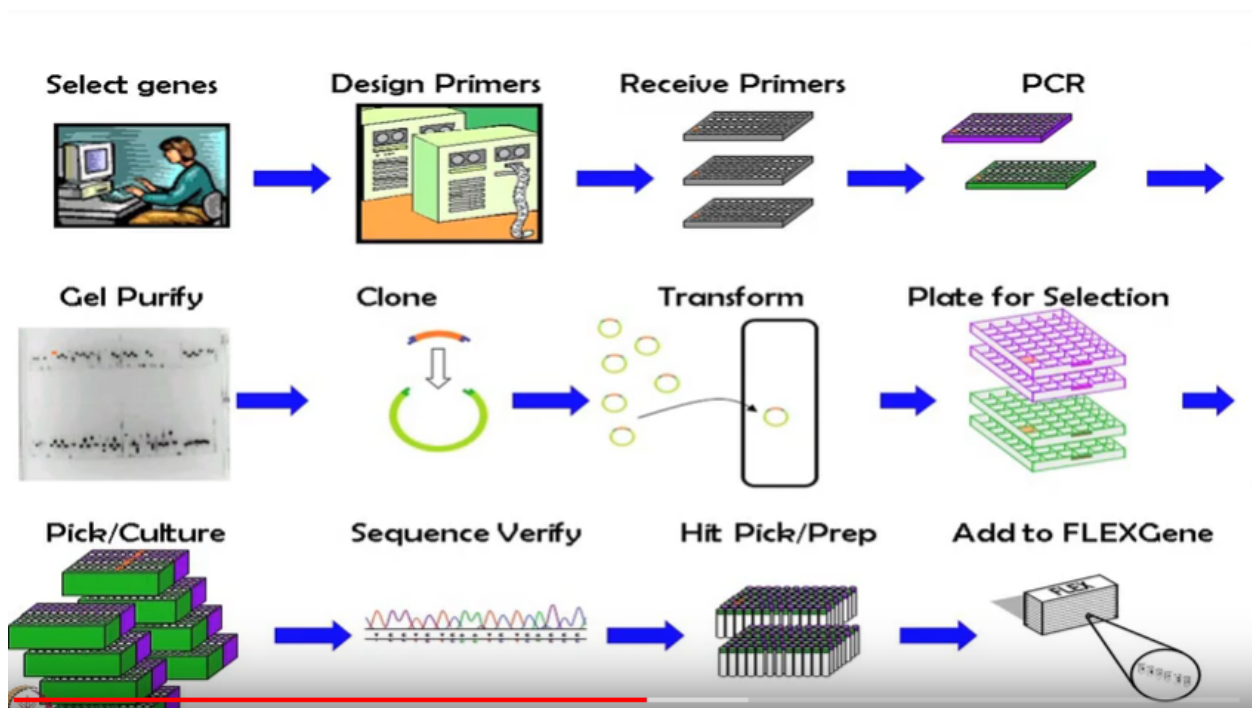 Select genes
Design Primers
Receive Primers
PCR
Gel Purify
Clone
Transform
Plate for Selection
Pick/Culture
Sequence Verify
Hit Pick/Prep
Add to FLEXGene
FLEX